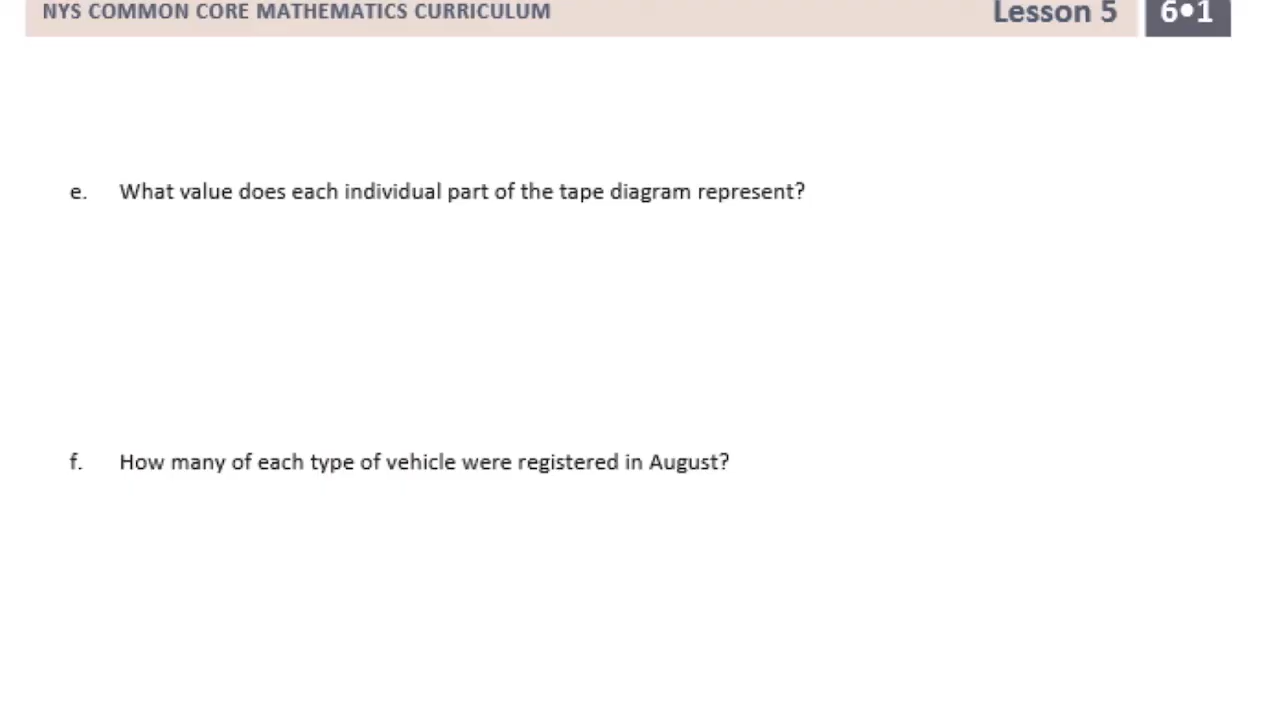 NYS COMMON CORE MATHEMATICS CURRICULUM Lesson 5 6•1
e. What value does each individual part of the tape diagram represent?
f. How many of each type of vehicle were registered in August?